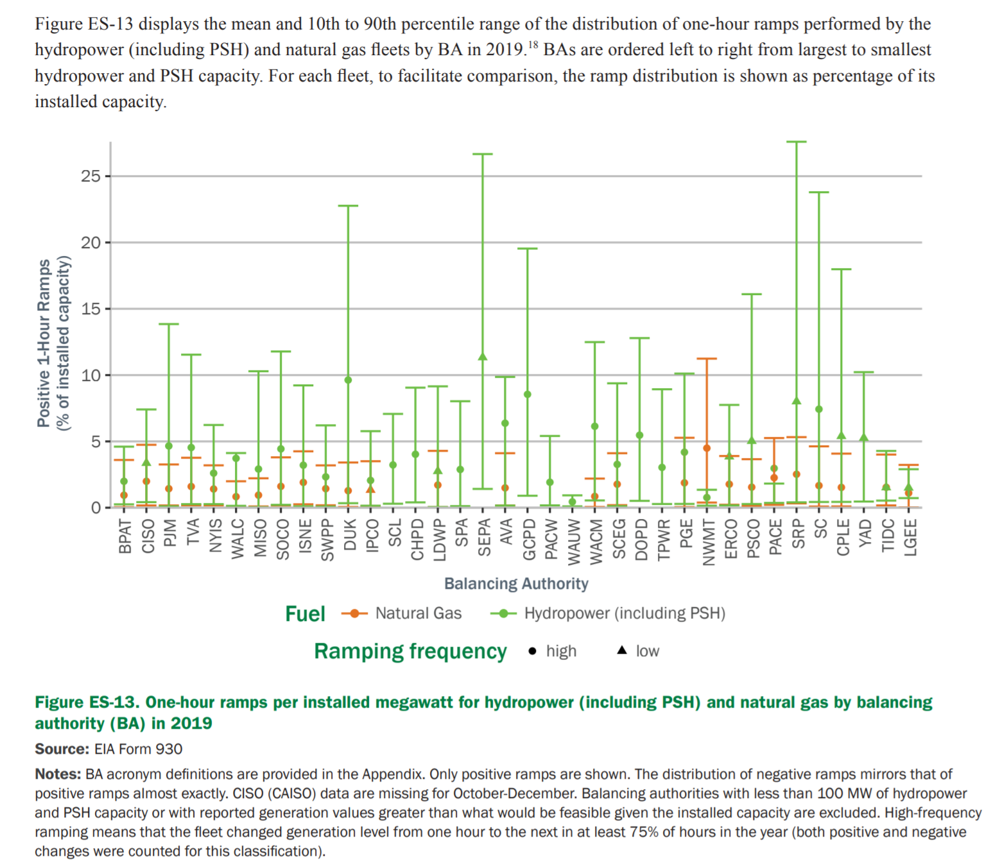 Figure ES-13 displays the mean and 10th to 90th percentile range of the distribution of one-hour ramps performed by the
hydropower (including PSH) and natural gas fleets by BA in 2019.18 BAs are ordered left to right from largest to smallest
hydropower and PSH capacity. For each fleet, to facilitate comparison, the ramp distribution is shown as percentage of its
installed capacity.
Positive 1-Hour Ramps
(% of installed capacity)
25
20
15
10
5
0
BPAT
CISO
PJM
TVA
NYIS
WALC
MISO
SOCO
ISNE
SWPP
DUK
IPCO
SCL
CHPD
LDWP
SPA
SEPA
AVA
GCPD
PACW
WAUW
WACM
SCEG
DOPD
TPWR
PGE
NWMT
ERCO
PSCO
PACE
SRP
SC
CPLE
YAD
TIDC
LGEE
Balancing Authority
Fuel Natural Gas Hydropower (including PSH)
Ramping frequency high low
Figure ES-13. One-hour ramps per installed megawatt for hydropower (including PSH) and natural gas by balancing
authority (BA) in 2019
Source: EIA Form 930
Notes: BA acronym definitions are provided in the Appendix. Only positive ramps are shown. The distribution of negative ramps mirrors that of
positive ramps almost exactly. CISO (CAISO) data are missing for October-December. Balancing authorities with less than 100 MW of hydropower
and PSH capacity or with reported generation values greater than what would be feasible given the installed capacity are excluded. High-frequency
ramping means that the fleet changed generation level from one hour to the next in at least 75% of hours in the year (both positive and negative
changes were counted for this classification).